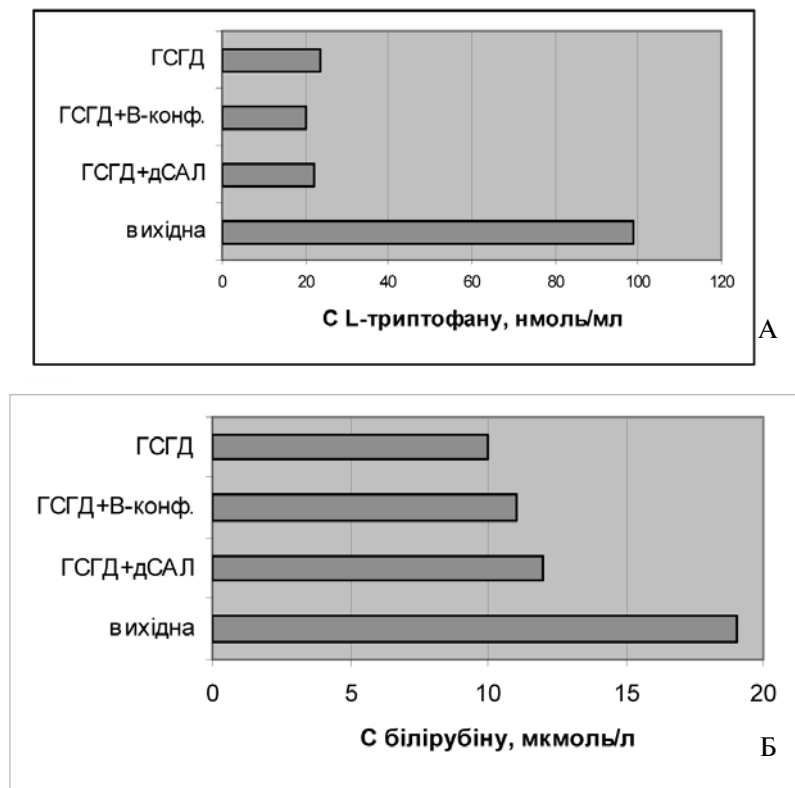 ГСГД
ГСГД+В-конф.
ГСГД+дСАЛ
вихідна
0 20 40 60 80 100 120
С L-триптофану, нмоль/мл
А
ГСГД
ГСГД+В-конф.
ГСГД+дСАЛ
вихідна
0 5 10 15 20
С білірубіну, мкмоль/л
Б